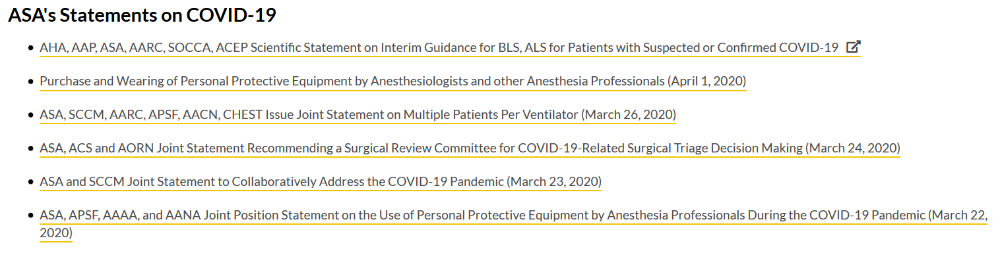 ASA's Statements on COVID-19
• AHA, AAP, ASA, AARC, SOCCA, ACEP Scientific Statement on Interim Guidance for BLS, ALS for Patients with Suspected or Confirmed COVID-19
• Purchase and Wearing of Personal Protective Equipment by Anesthesiologists and other Anesthesia Professionals (April 1, 2020)
• ASA, SCCM, AARC, APSF, AACN, CHEST Issue Joint Statement on Multiple Patients Per Ventilator (March 26, 2020)
• ASA, ACS and AORN Joint Statement Recommending a Surgical Review Committee for COVID-19-Related Surgical Triage Decision Making (March 24, 2020)
• ASA and SCCM Joint Statement to Collaboratively Address the COVID-19 Pandemic (March 23, 2020)
• ASA, APSF, AAAA, and AANA Joint Position Statement on the Use of Personal Protective Equipment by Anesthesia Professionals During the COVID-19 Pandemic (March 22,
2020)